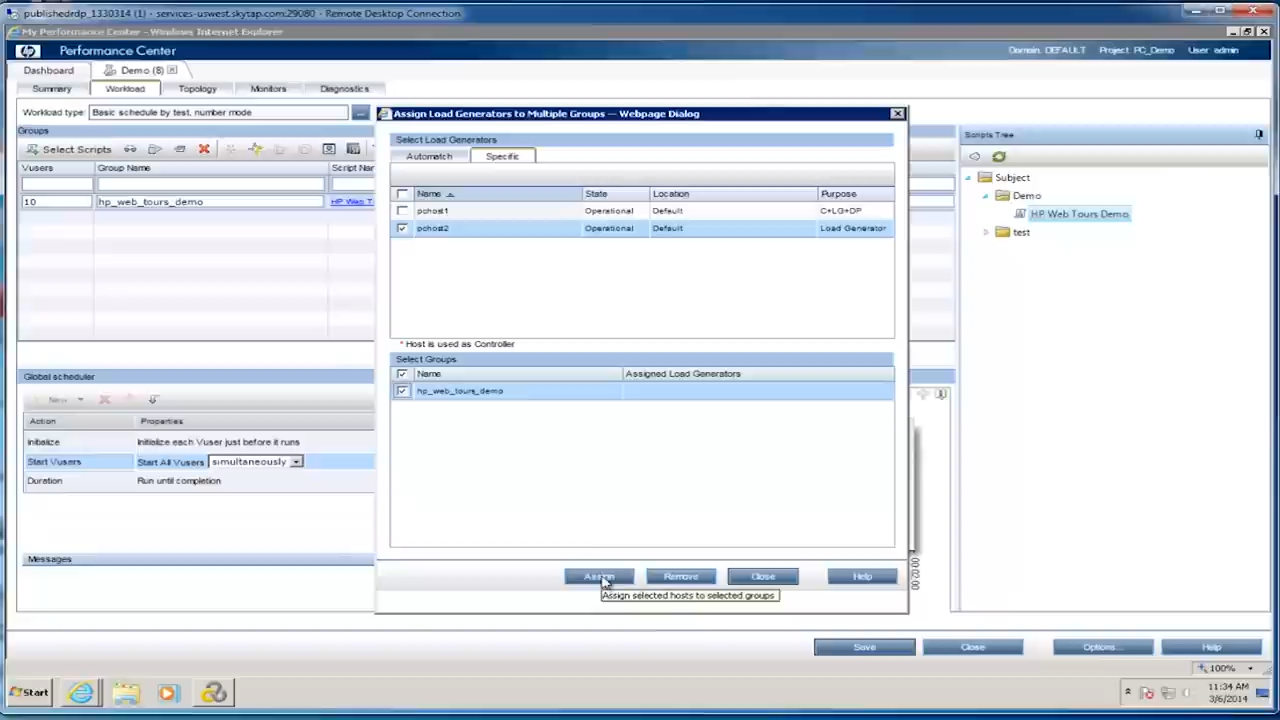 publishedrdp_1330314 (1) - services-uswest.skytap.com:29080 - Remote Desktop Connection
My Performance Center - Windows Internet Explorer
hp Performance Center Domain: DEFAULT Project: PC_Demo User: admin
Dashboard Demo (8)
Summary Workload Topology Monitors Diagnostics
Workload type: Basic schedule by test, number mode ...
Groups
Select Scripts
Vusers Group Name Script Nam
10 hp_web_tours_demo HP Web T
Assign Load Generators to Multiple Groups -- Webpage Dialog
Select Load Generators
Automatch Specific
Name State Location Purpose
pchost1 Operational Default C+LG+DP
pchost2 Operational Default Load Generator
* Host is used as Controller
Select Groups
Name Assigned Load Generators
hp_web_tours_demo
Assign Remove Close Help
Assign selected hosts to selected groups
Scripts Tree
Subject
Demo
HP Web Tours Demo
test
Global scheduler
New
Action Properties
Initialize Initialize each Vuser just before it runs
Start Vusers Start All Vusers simultaneously
Duration Run until completion
00:02:00
Messages
Save Close Options... Help
100%
Start
11:34 AM
3/6/2014